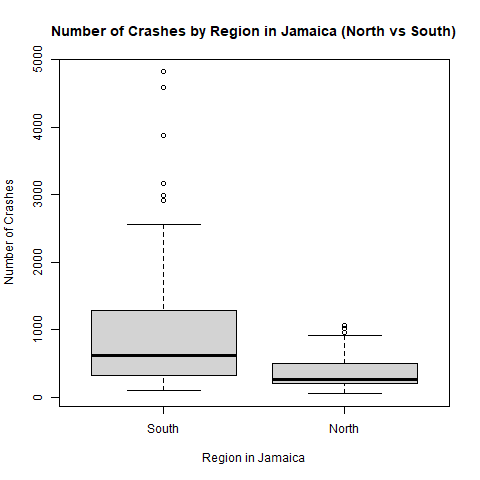 Number of Crashes by Region in Jamaica (North vs South)
Number of Crashes
5000
4000
3000
2000
1000
0
South
North
Region in Jamaica